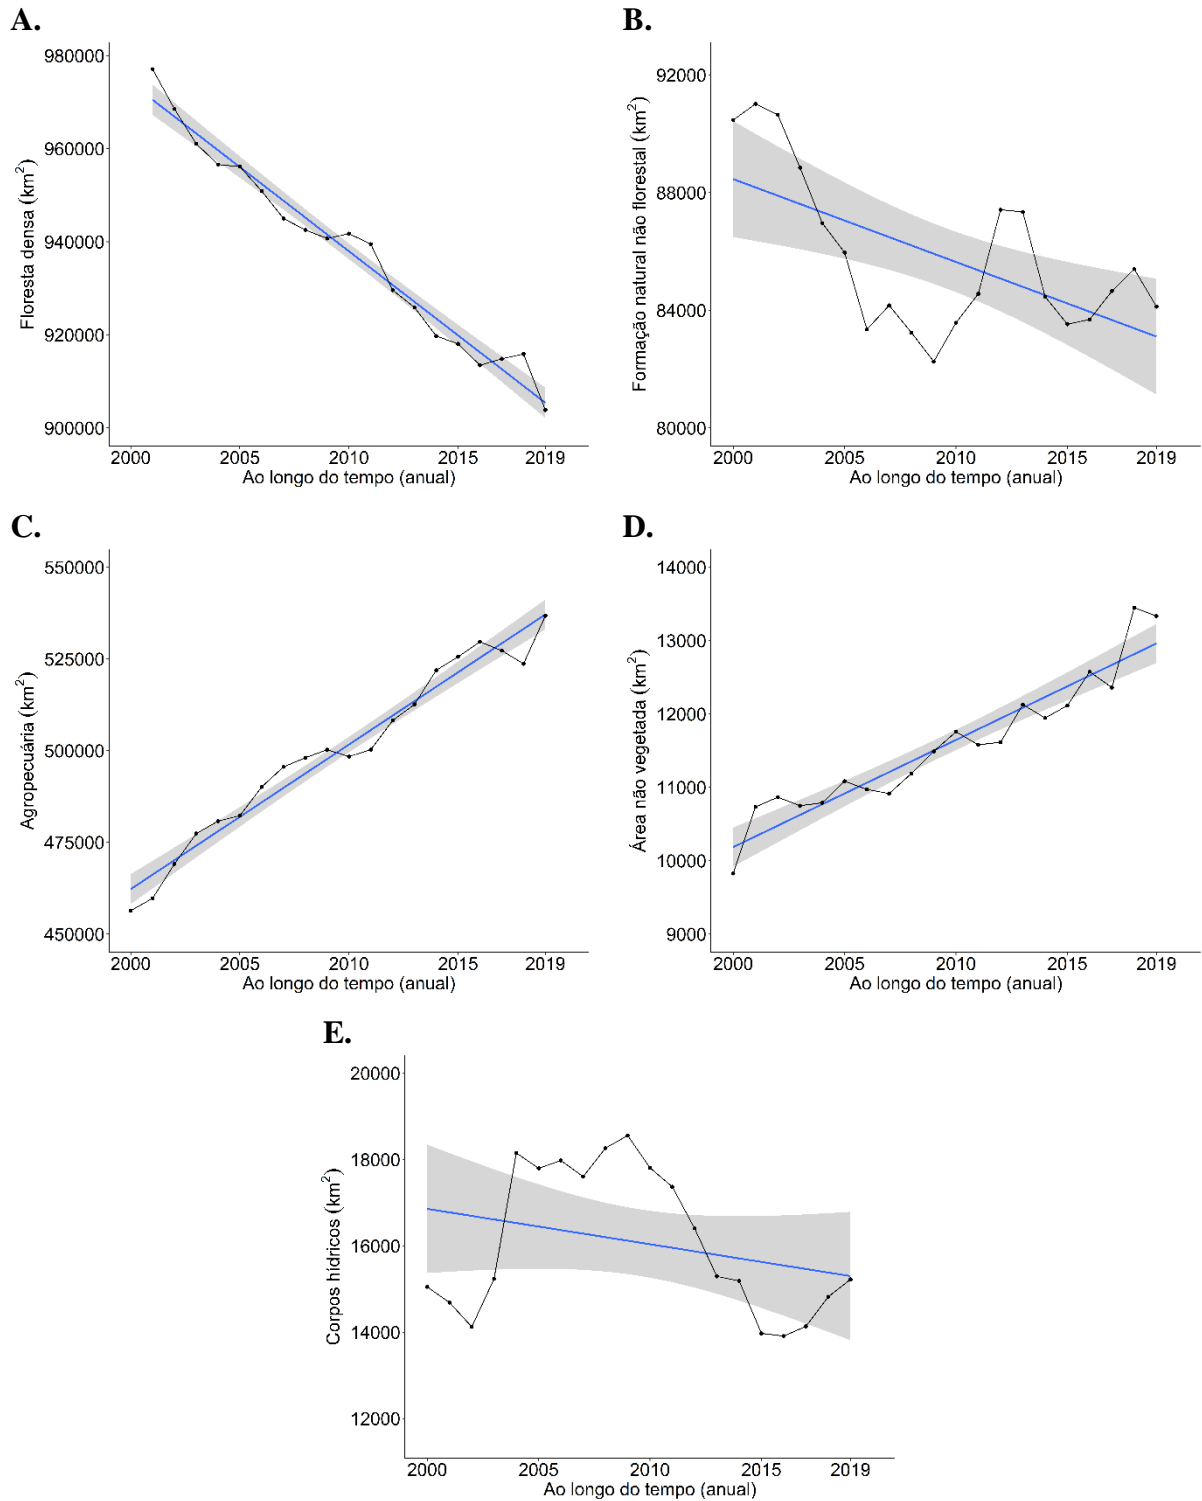 A.
Floresta densa (km²)
980000
960000
940000
920000
900000
2000 2005 2010 2015 2019
Ao longo do tempo (anual)
B.
Formação natural não florestal (km²)
92000
88000
84000
80000
2000 2005 2010 2015 2019
Ao longo do tempo (anual)
C.
Agropecuária (km²)
550000
525000
500000
475000
450000
2000 2005 2010 2015 2019
Ao longo do tempo (anual)
D.
Área não vegetada (km²)
14000
13000
12000
11000
10000
9000
2000 2005 2010 2015 2019
Ao longo do tempo (anual)
E.
Corpos hídricos (km²)
20000
18000
16000
14000
12000
2000 2005 2010 2015 2019
Ao longo do tempo (anual)